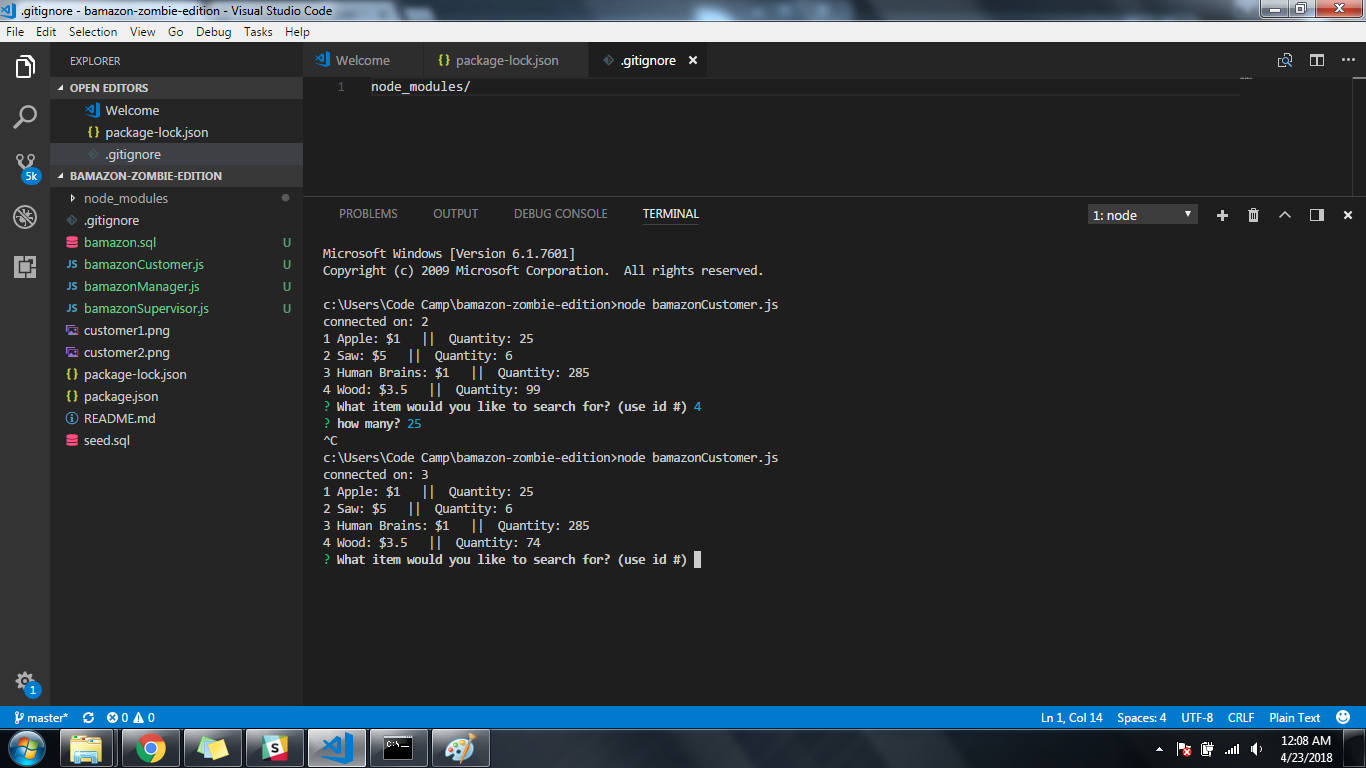 .gitignore - bamazon-zombie-edition - Visual Studio Code
File Edit Selection View Go Debug Tasks Help
EXPLORER
OPEN EDITORS
Welcome
{} package-lock.json
.gitignore
BAMAZON-ZOMBIE-EDITION
node_modules
.gitignore
bamazon.sql U
JS bamazonCustomer.js U
JS bamazonManager.js U
JS bamazonSupervisor.js U
customer1.png
customer2.png
{} package-lock.json
{} package.json
README.md
seed.sql
5k
1
Welcome {} package-lock.json .gitignore ×
1 node_modules/
PROBLEMS OUTPUT DEBUG CONSOLE TERMINAL 1: node
Microsoft Windows [Version 6.1.7601]
Copyright (c) 2009 Microsoft Corporation.  All rights reserved.
c:\Users\Code Camp\bamazon-zombie-edition>node bamazonCustomer.js
connected on: 2
1 Apple: $1   ||  Quantity: 25
2 Saw: $5   ||  Quantity: 6
3 Human Brains: $1   ||  Quantity: 285
4 Wood: $3.5   ||  Quantity: 99
? What item would you like to search for? (use id #) 4
? how many? 25
^C
c:\Users\Code Camp\bamazon-zombie-edition>node bamazonCustomer.js
connected on: 3
1 Apple: $1   ||  Quantity: 25
2 Saw: $5   ||  Quantity: 6
3 Human Brains: $1   ||  Quantity: 285
4 Wood: $3.5   ||  Quantity: 74
? What item would you like to search for? (use id #)
master* 0 0 Ln 1, Col 14 Spaces: 4 UTF-8 CRLF Plain Text
C:\_
12:08 AM
4/23/2018